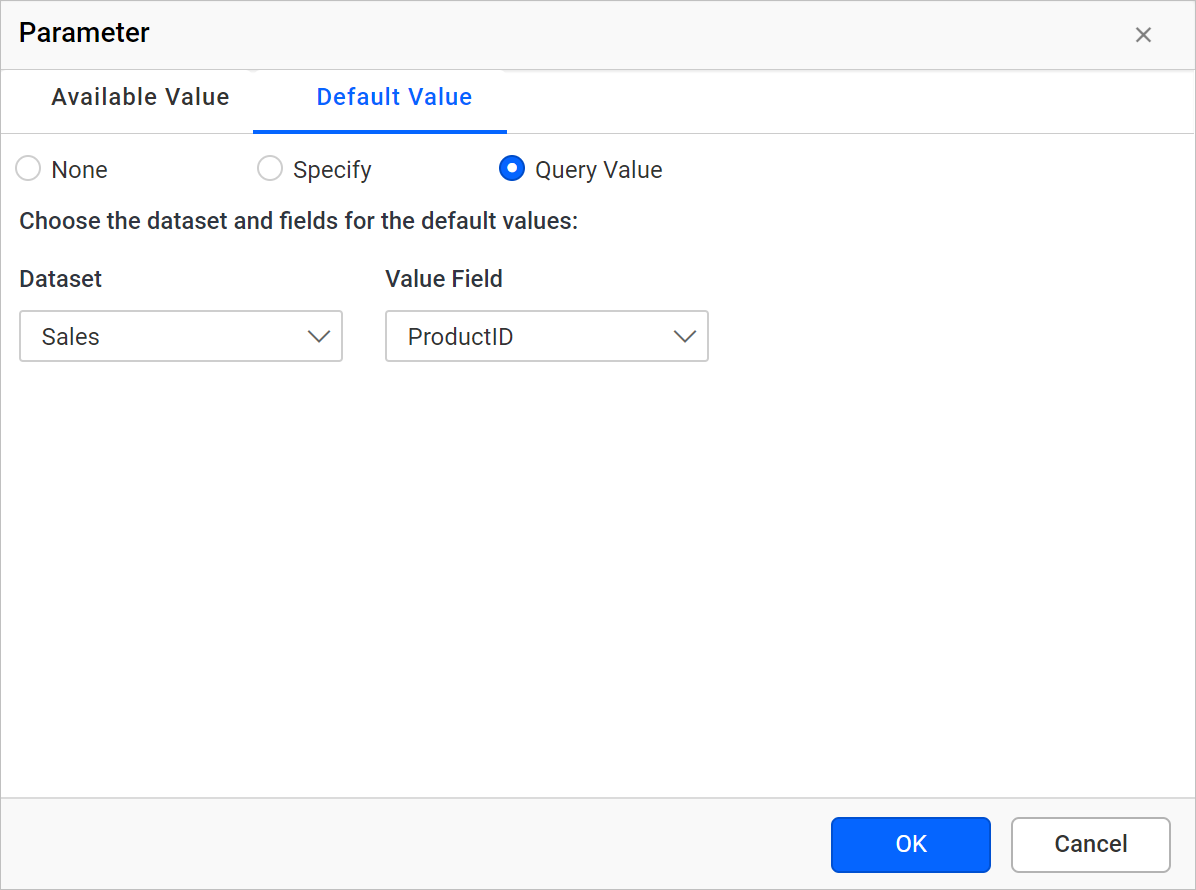 Parameter
Available Value Default Value
None Specify Query Value
Choose the dataset and fields for the default values:
Dataset Value Field
Sales ProductID
OK Cancel